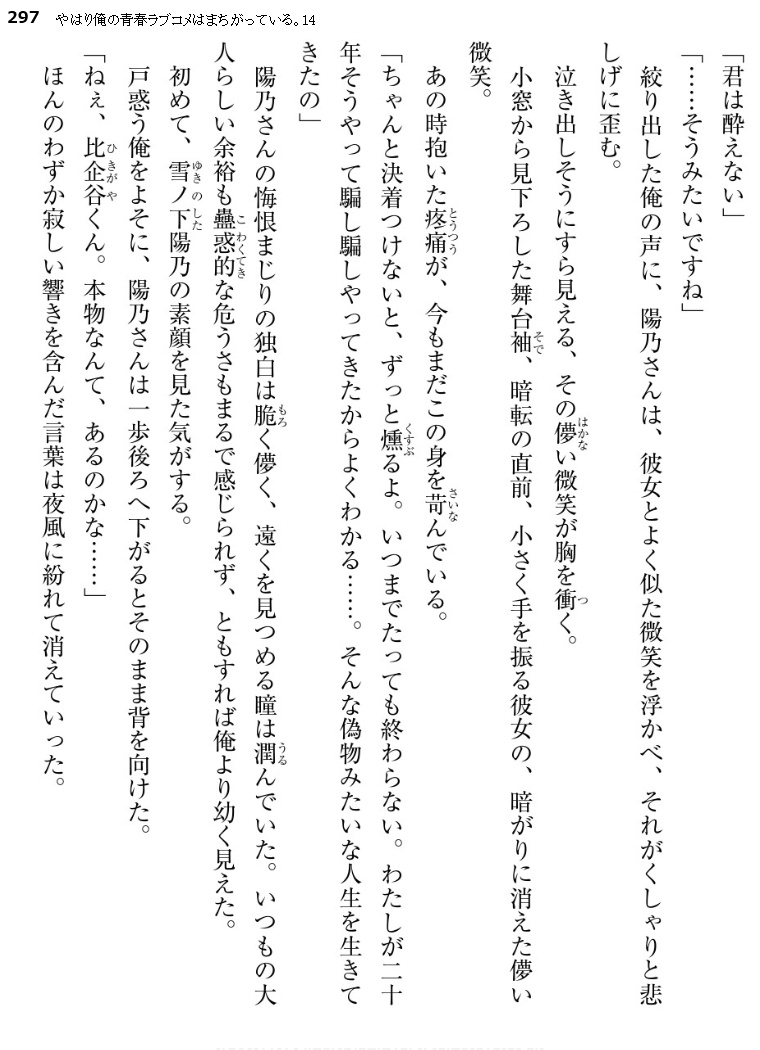 297 やはり俺の青春ラブコメはまちがっている。14
「君は酔えない」
「……そうみたいですね」
絞り出した俺の声に、陽乃さんは、彼女とよく似た微笑を浮かべ、それがくしゃりと悲
しげに歪む。
泣き出しそうにすら見える、その儚い微笑が胸を衝く。
小窓から見下ろした舞台袖、暗転の直前、小さく手を振る彼女の、暗がりに消えた儚い
微笑。
あの時抱いた疼痛が、今もまだこの身を苛んでいる。
「ちゃんと決着つけないと、ずっと燻るよ。いつまでたっても終わらない。わたしが二十
年そうやって騙し騙しやってきたからよくわかる……。そんな偽物みたいな人生を生きて
きたの」
陽乃さんの悔恨まじりの独白は脆く儚く、遠くを見つめる瞳は潤んでいた。いつもの大
人らしい余裕も蠱惑的な危うさもまるで感じられず、ともすれば俺より幼く見えた。
初めて、雪ノ下陽乃の素顔を見た気がする。
戸惑う俺をよそに、陽乃さんは一歩後ろへ下がるとそのまま背を向けた。
「ねぇ、比企谷くん。本物なんて、あるのかな……」
ほんのわずか寂しい響きを含んだ言葉は夜風に紛れて消えていった。